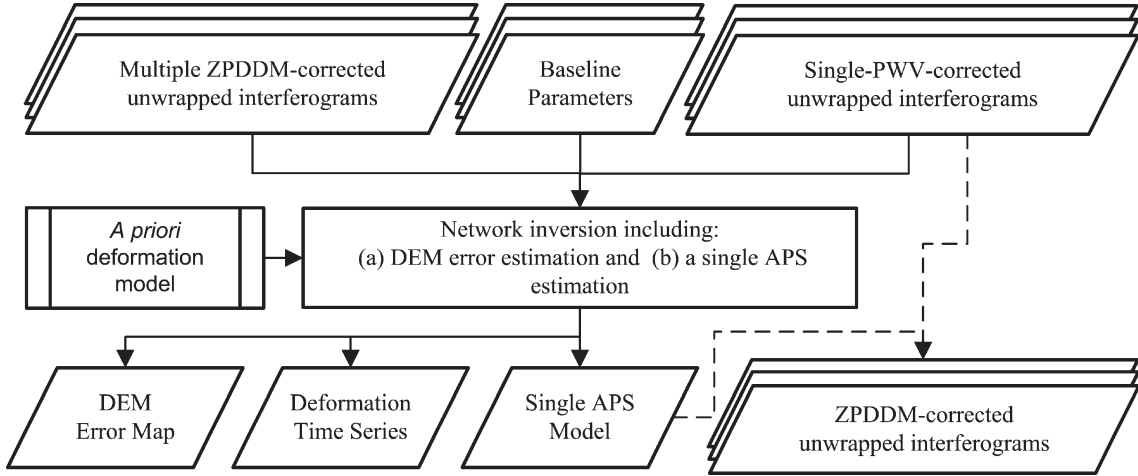 Multiple ZPDDM-corrected
unwrapped interferograms
Baseline
Parameters
Single-PWV-corrected
unwrapped interferograms
A priori
deformation
model
Network inversion including:
(a) DEM error estimation and (b) a single APS
estimation
DEM
Error Map
Deformation
Time Series
Single APS
Model
ZPDDM-corrected
unwrapped interferograms